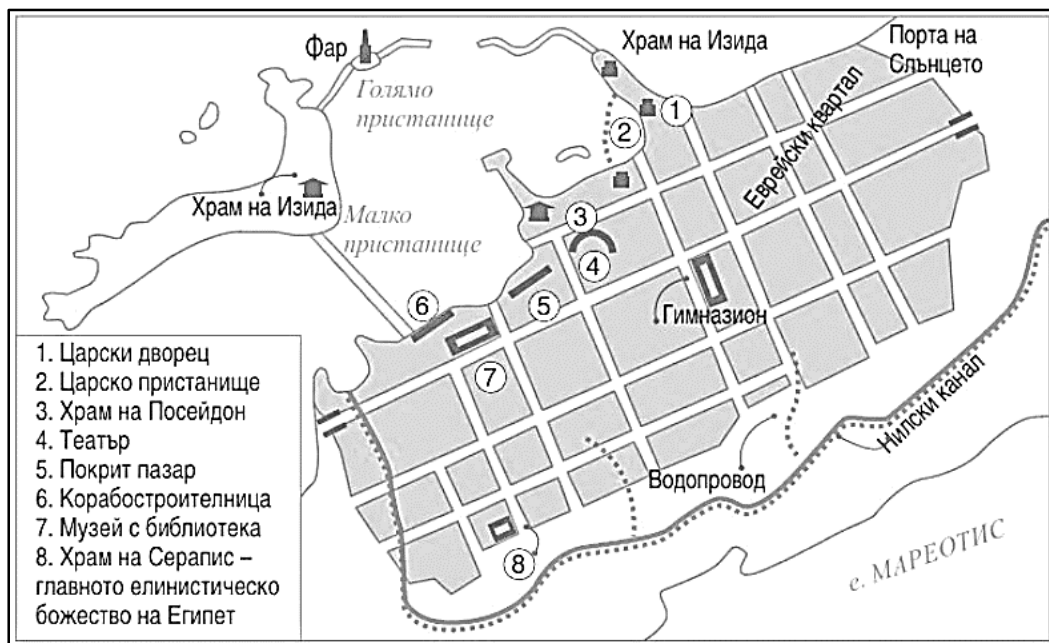 Фар
Храм на Изида
Порта на
Слънцето
Голямо
пристанище
1
2
Еврейски квартал
Храм на Изида
Малко
пристанище
3
4
5
6
Гимназион
7
Нилски канал
Водопровод
8
е. МАРЕОТИС
1. Царски дворец
2. Царско пристанище
3. Храм на Посейдон
4. Театър
5. Покрит пазар
6. Корабостроителница
7. Музей с библиотека
8. Храм на Серапис –
главното елинистическо
божество на Египет